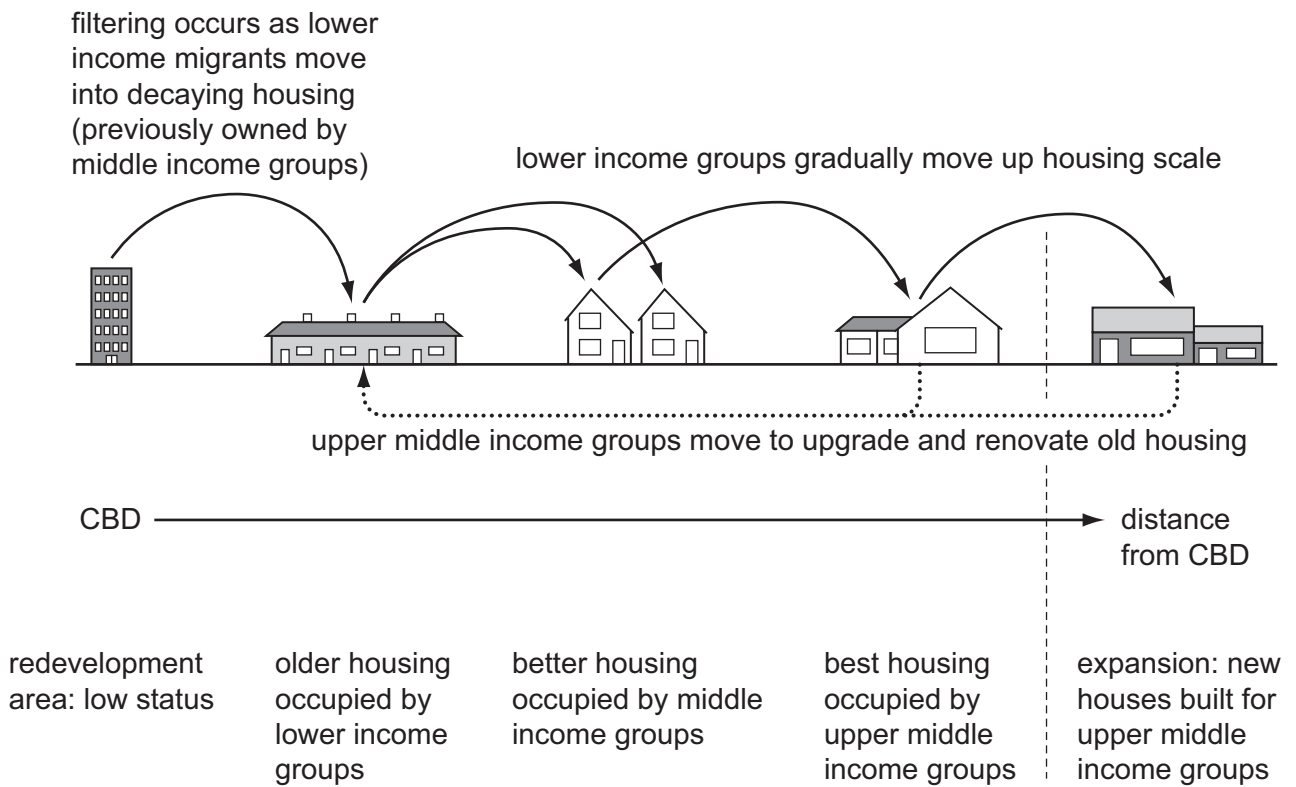 filtering occurs as lower
income migrants move
into decaying housing
(previously owned by
middle income groups)
lower income groups gradually move up housing scale
upper middle income groups move to upgrade and renovate old housing
CBD
distance
from CBD
redevelopment
area: low status
older housing
occupied by
lower income
groups
better housing
occupied by middle
income groups
best housing
occupied by
upper middle
income groups
expansion: new
houses built for
upper middle
income groups